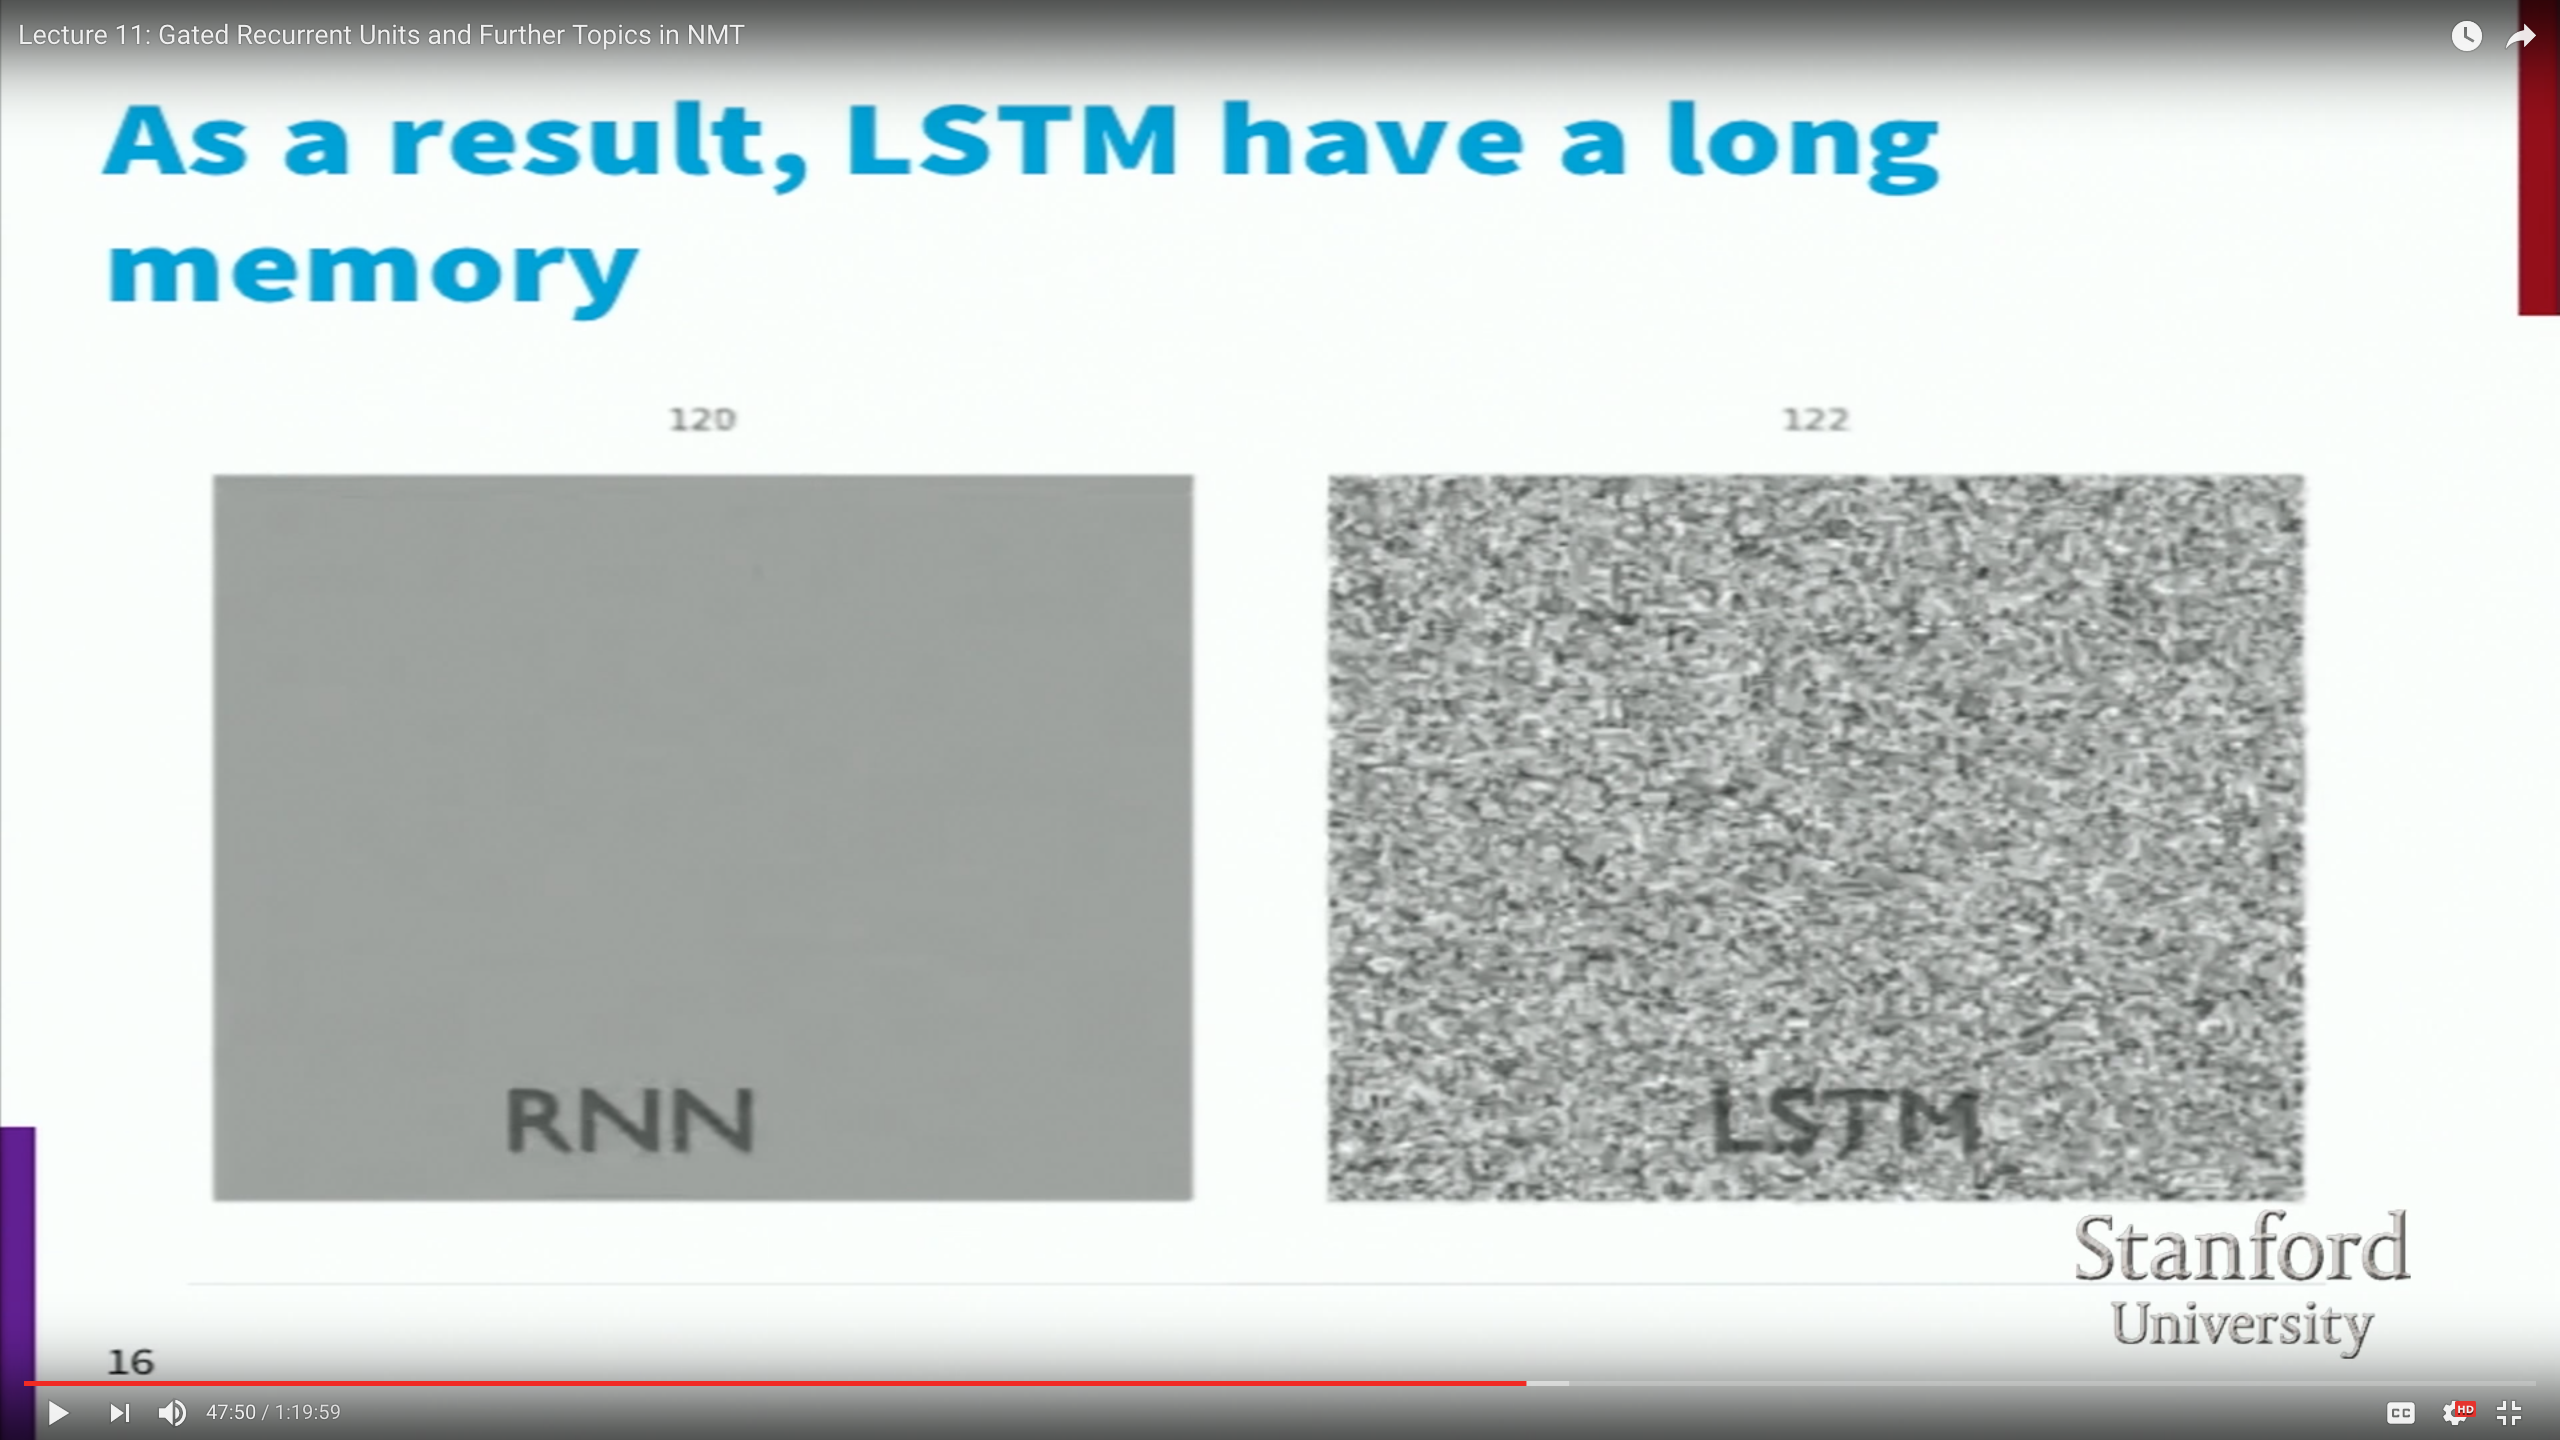 Lecture 11: Gated Recurrent Units and Further Topics in NMT
As a result, LSTM have a long
memory
120
122
RNN
LSTM
Stanford
University
16
47:50 / 1:19:59
CC
HD